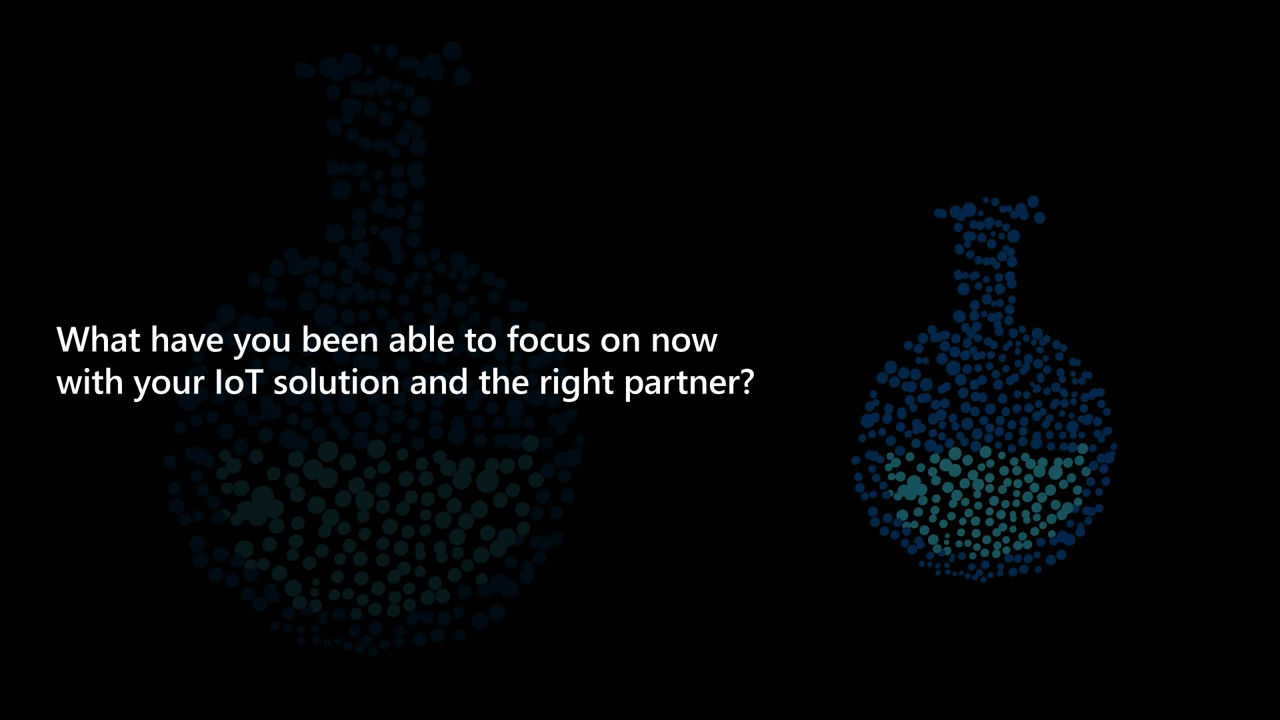 What have you been able to focus on now
with your IoT solution and the right partner?